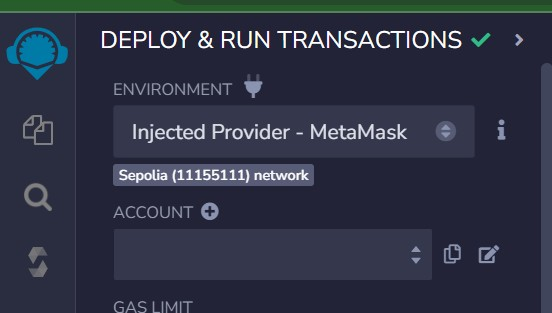 DEPLOY & RUN TRANSACTIONS
ENVIRONMENT
Injected Provider - MetaMask
Sepolia (11155111) network
ACCOUNT
GAS LIMIT